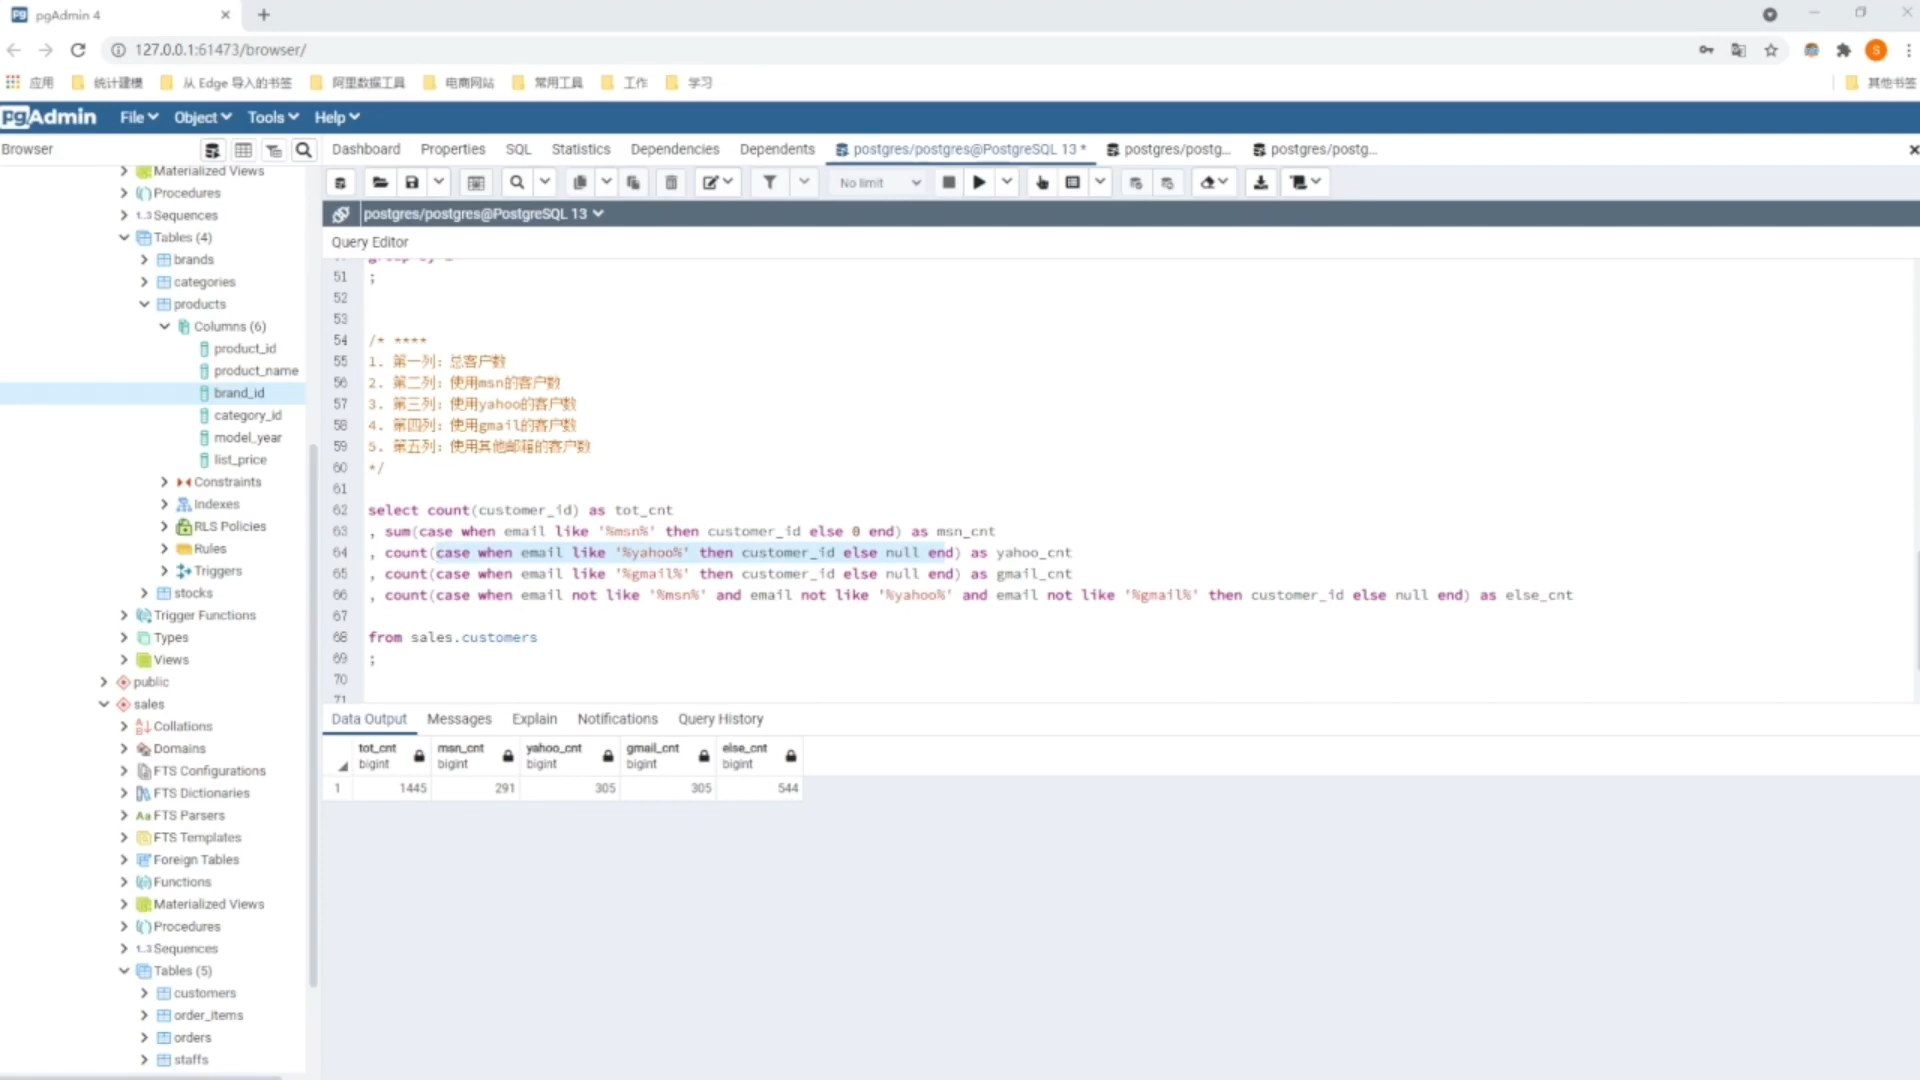 pgAdmin 4
127.0.0.1:61473/browser/
应用 统计建模 从 Edge 导入的书签 阿里数据工具 电商网站 常用工具 工作 学习 其他书签
pgAdmin File Object Tools Help
Browser
Dashboard Properties SQL Statistics Dependencies Dependents postgres/postgres@PostgreSQL 13 * postgres/postg... postgres/postg...
No limit
postgres/postgres@PostgreSQL 13
Query Editor
Materialized Views
Procedures
1..3 Sequences
Tables (4)
brands
categories
products
Columns (6)
product_id
product_name
brand_id
category_id
model_year
list_price
Constraints
Indexes
RLS Policies
Rules
Triggers
stocks
Trigger Functions
Types
Views
public
sales
Collations
Domains
FTS Configurations
FTS Dictionaries
Aa FTS Parsers
FTS Templates
Foreign Tables
Functions
Materialized Views
Procedures
1..3 Sequences
Tables (5)
customers
order_items
orders
staffs
51 ;
52
53
54 /* ****
55 1. 第一列：总客户数
56 2. 第二列：使用msn的客户数
57 3. 第三列：使用yahoo的客户数
58 4. 第四列：使用gmail的客户数
59 5. 第五列：使用其他邮箱的客户数
60 */
61
62 select count(customer_id) as tot_cnt
63 , sum(case when email like '%msn%' then customer_id else 0 end) as msn_cnt
64 , count(case when email like '%yahoo%' then customer_id else null end) as yahoo_cnt
65 , count(case when email like '%gmail%' then customer_id else null end) as gmail_cnt
66 , count(case when email not like '%msn%' and email not like '%yahoo%' and email not like '%gmail%' then customer_id else null end) as else_cnt
67
68 from sales.customers
69 ;
70
71
Data Output Messages Explain Notifications Query History
tot_cnt msn_cnt yahoo_cnt gmail_cnt else_cnt
bigint bigint bigint bigint bigint
1 1445 291 305 305 544